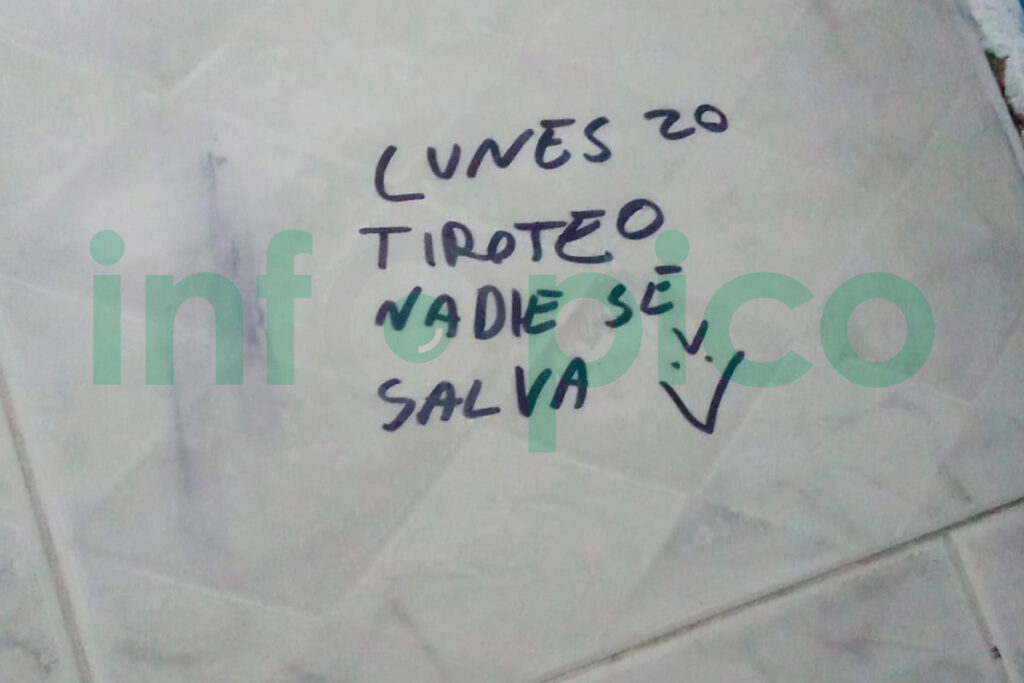 LUNES 20
TIROTEO
NADIE SE
SALVA
infopico